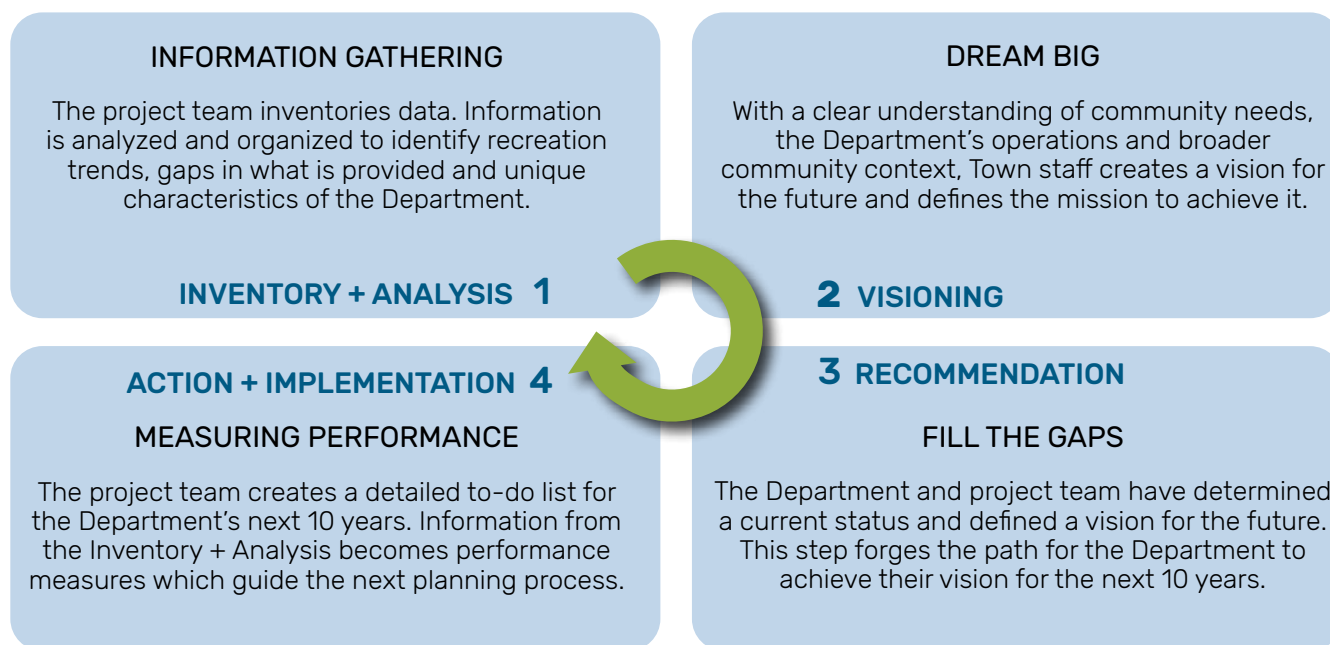 INFORMATION GATHERING
The project team inventories data. Information
is analyzed and organized to identify recreation
trends, gaps in what is provided and unique
characteristics of the Department.
INVENTORY + ANALYSIS 1
DREAM BIG
With a clear understanding of community needs,
the Department's operations and broader
community context, Town staff creates a vision for
the future and defines the mission to achieve it.
2 VISIONING
3 RECOMMENDATION
FILL THE GAPS
The Department and project team have determined
a current status and defined a vision for the future.
This step forges the path for the Department to
achieve their vision for the next 10 years.
ACTION + IMPLEMENTATION 4
MEASURING PERFORMANCE
The project team creates a detailed to-do list for
the Department's next 10 years. Information from
the Inventory + Analysis becomes performance
measures which guide the next planning process.